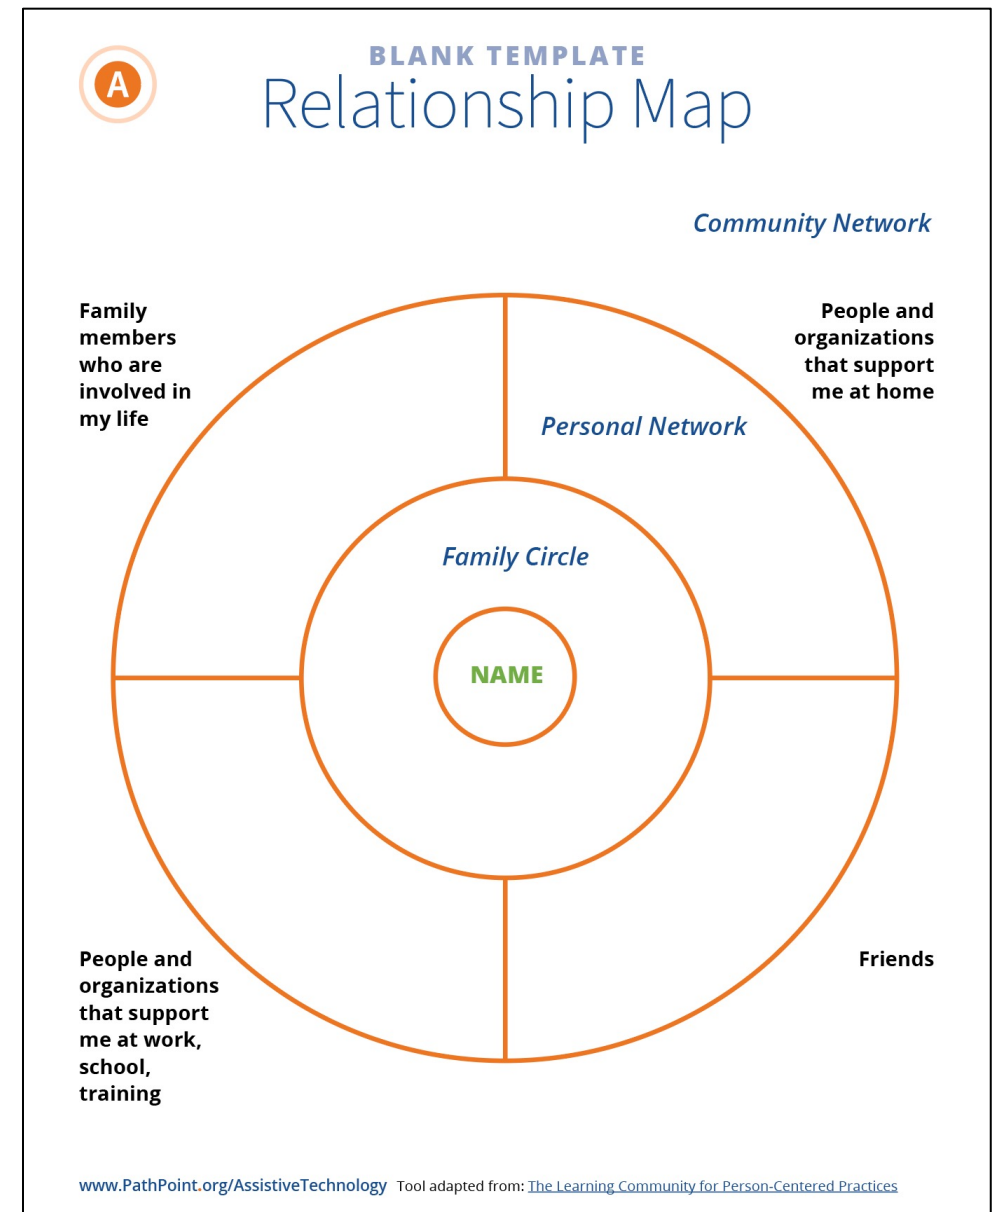 A
BLANK TEMPLATE
Relationship Map
Community Network
Family
members
who are
involved in
my life
People and
organizations
that support
me at home
Personal Network
Family Circle
NAME
People and
organizations
that support
me at work,
school,
training
Friends
www.PathPoint.org/AssistiveTechnology Tool adapted from: The Learning Community for Person-Centered Practices